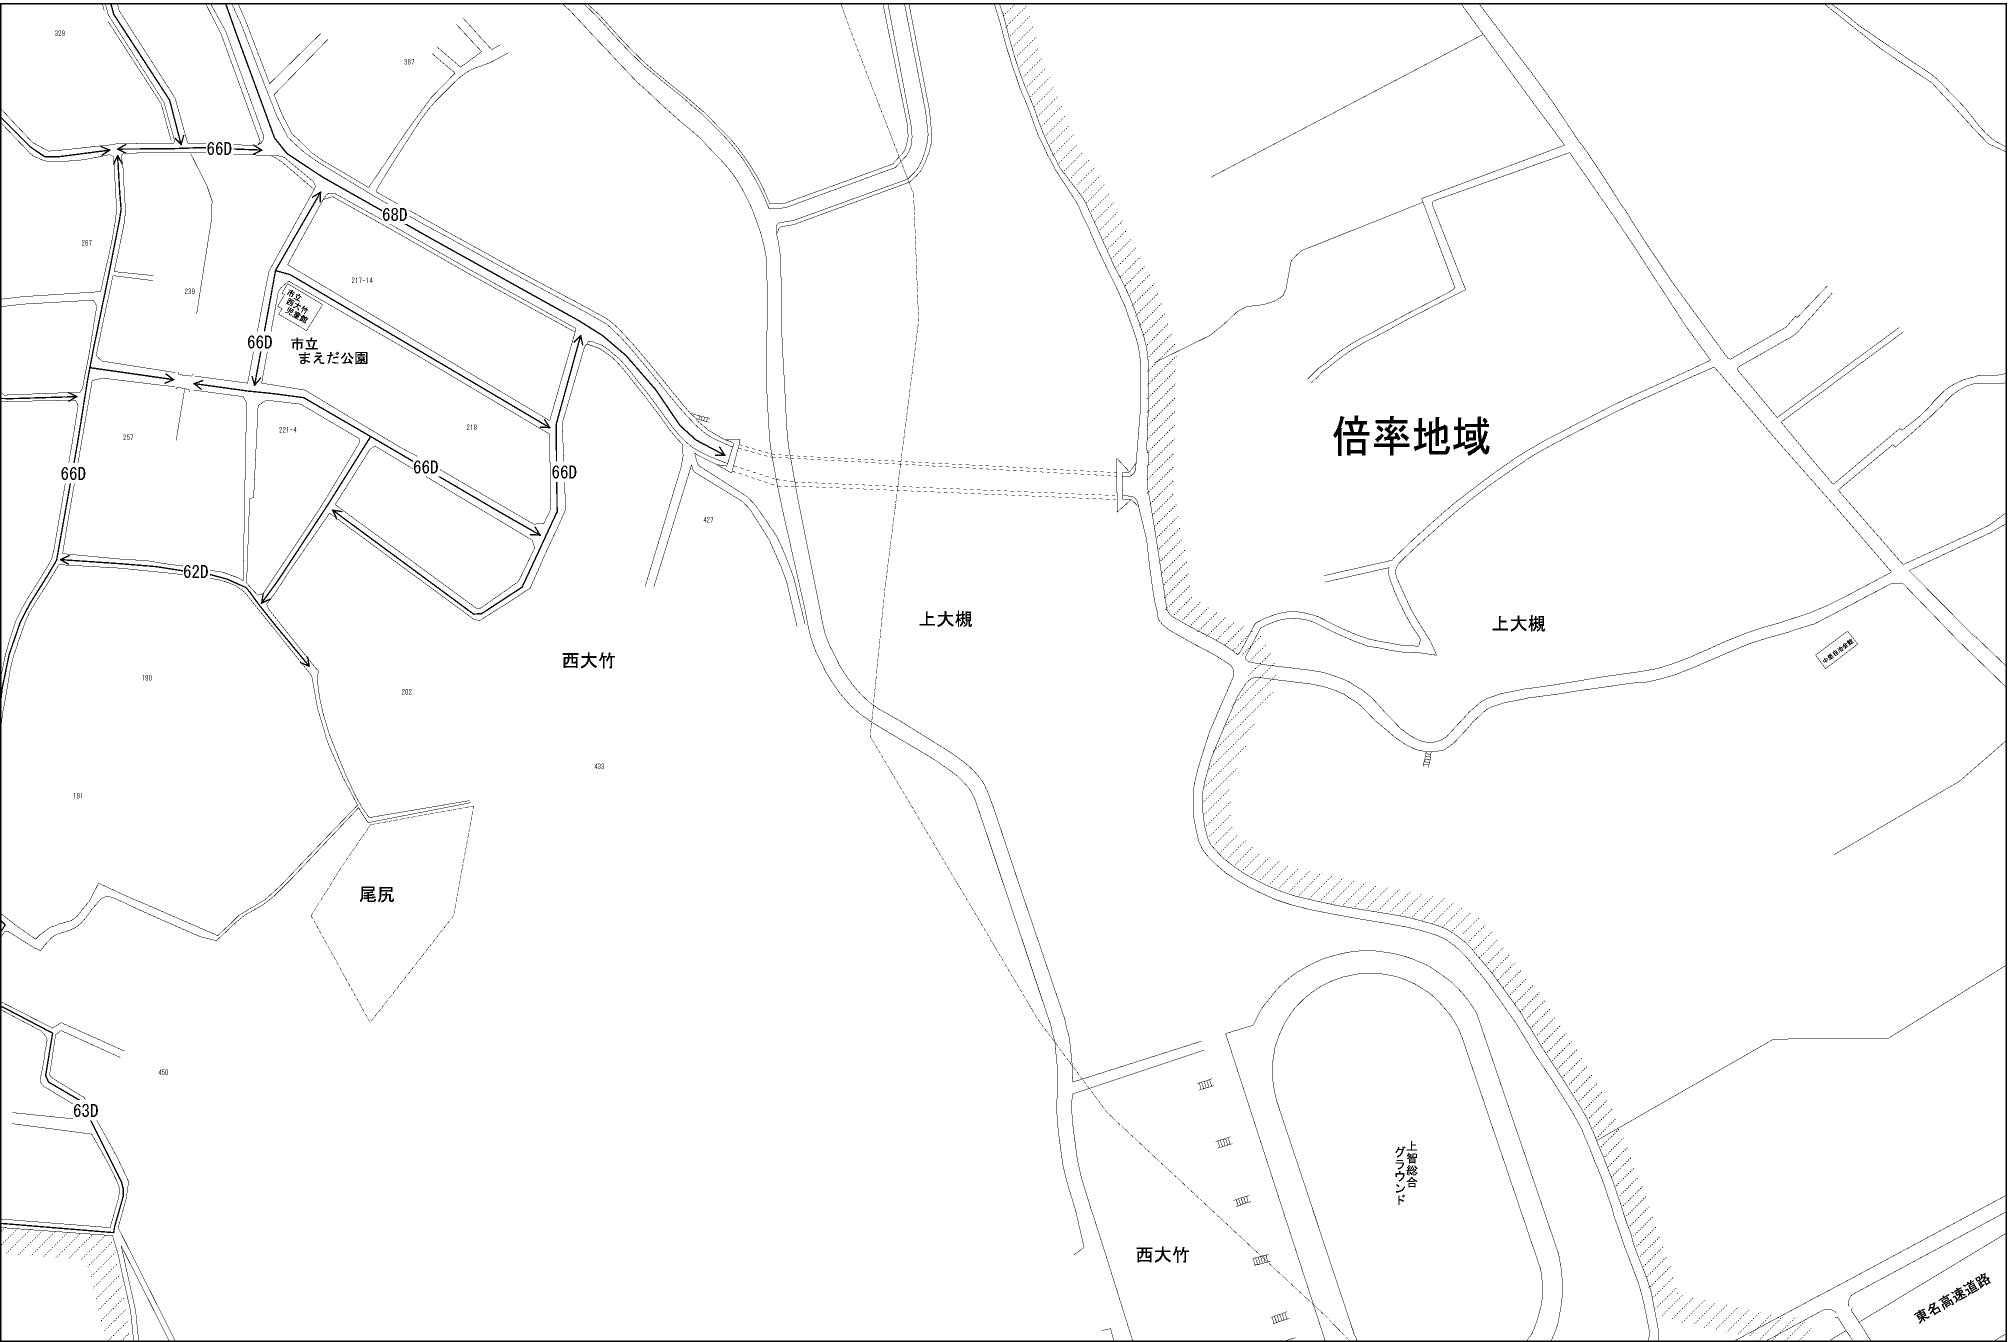 329
387
66D
68D
267
217-14
239
市立
西大竹
児童館
66D
市立
まえだ公園
257
221-4
218
倍率地域
66D
66D
66D
427
62D
上大槻
上大槻
西大竹
190
202
433
181
尾尻
450
63D
上智総合
グラウンド
西大竹
東名高速道路